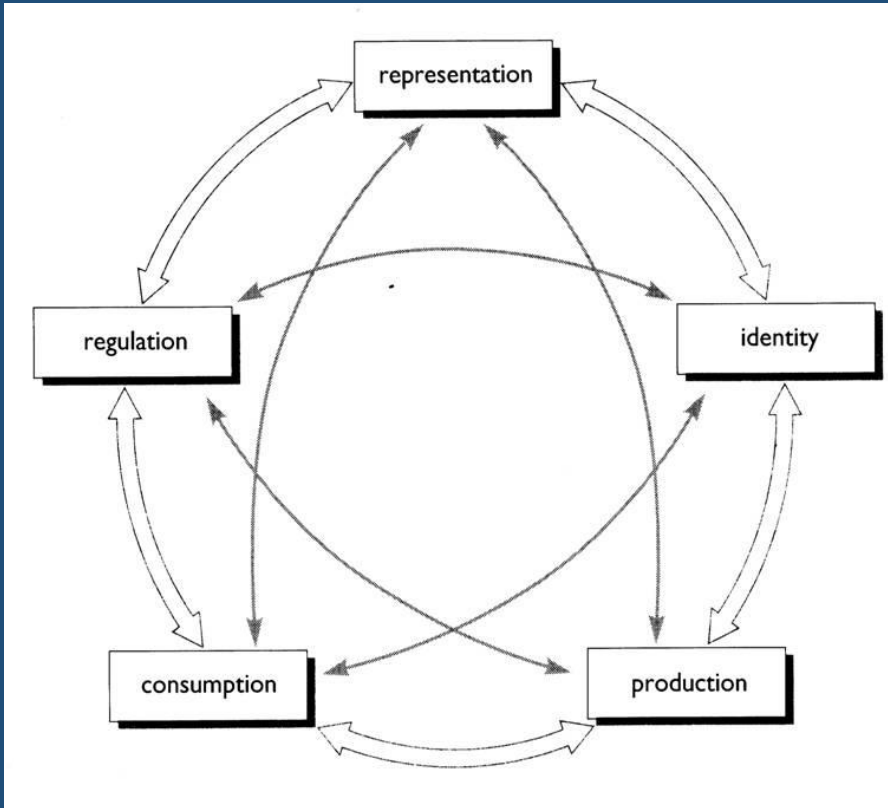 representation
regulation
identity
consumption
production